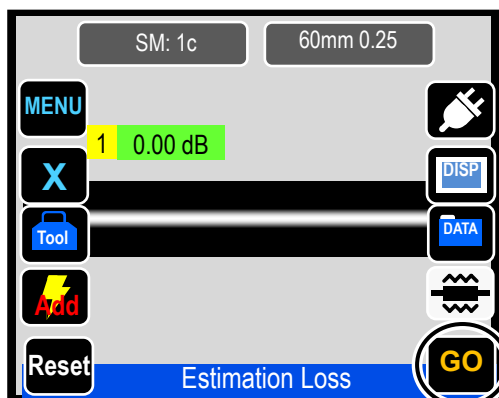 SM: 1c 60mm 0.25
MENU
1 0.00 dB
X DISP
Tool DATA
Add
Reset Estimation Loss GO